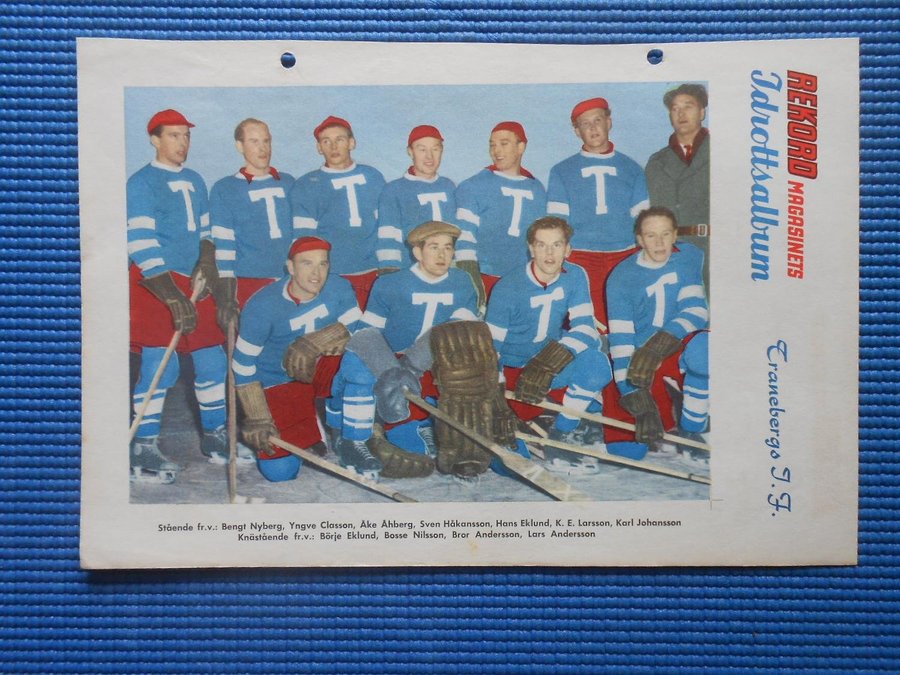 REKORD MAGASINETS
Idrottsalbum
Tranebergs I.F.
T T T T T T
T T T T
Stående fr.v.: Bengt Nyberg, Yngve Classon, Åke Åhberg, Sven Håkansson, Hans Eklund, K. E. Larsson, Karl Johansson
Knästående fr.v.: Börje Eklund, Bosse Nilsson, Bror Andersson, Lars Andersson